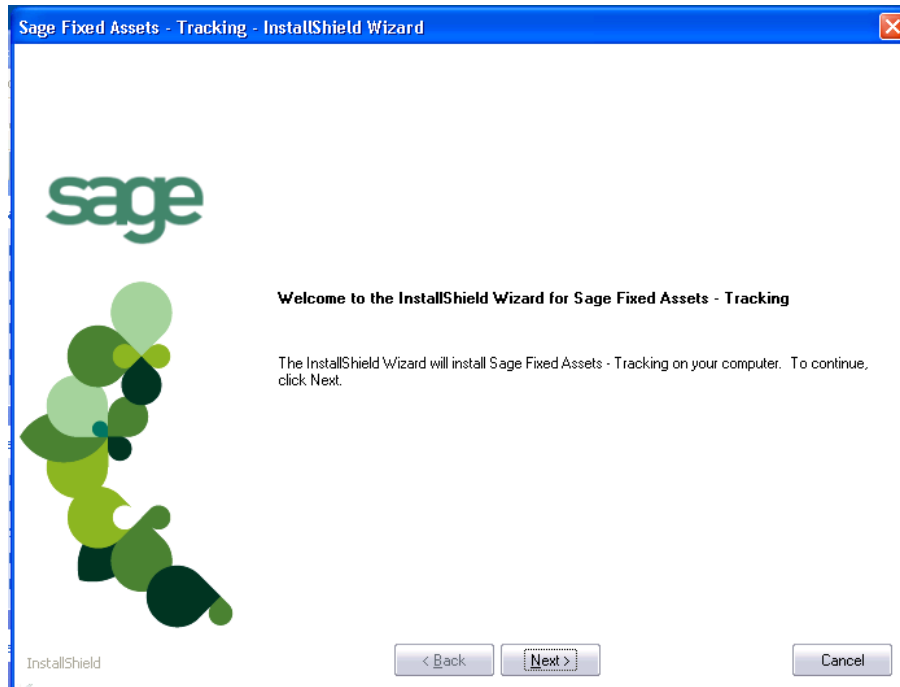 Sage Fixed Assets - Tracking - InstallShield Wizard
sage
Welcome to the InstallShield Wizard for Sage Fixed Assets - Tracking
The InstallShield Wizard will install Sage Fixed Assets - Tracking on your computer.  To continue,
click Next.
InstallShield
< Back
Next >
Cancel